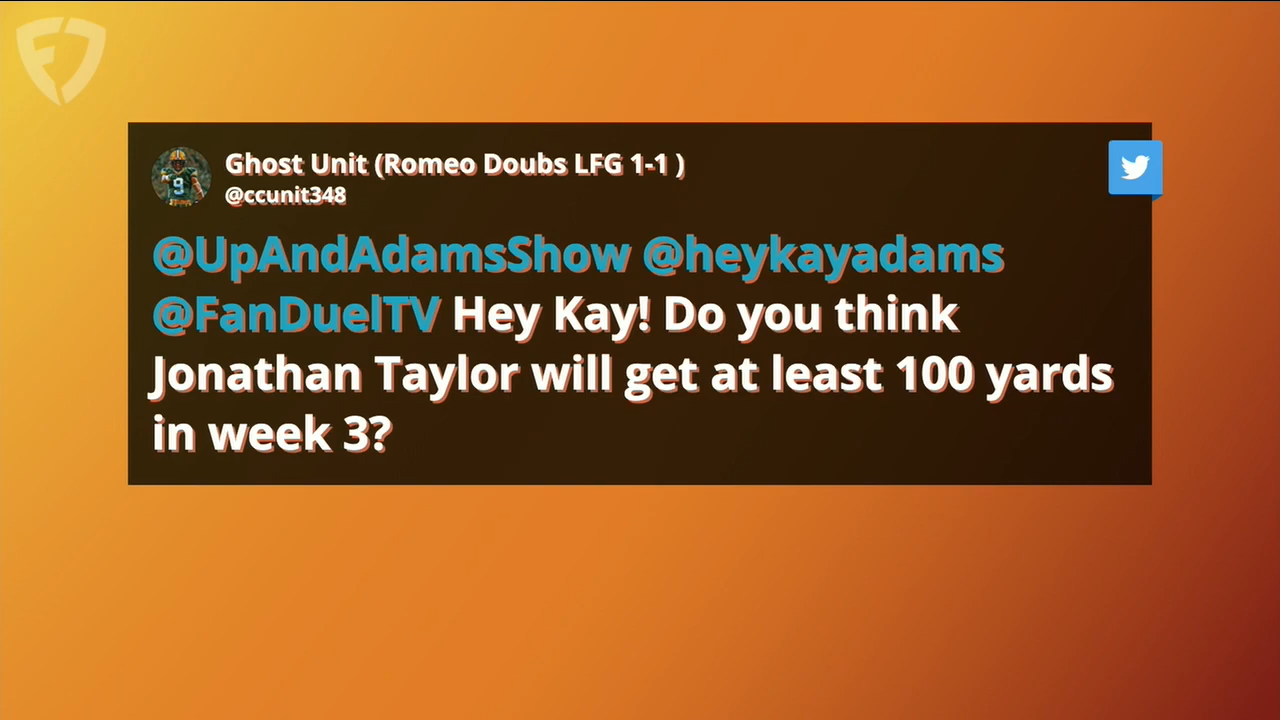 Ghost Unit (Romeo Doubs LFG 1-1 )
@ccunit348
@UpAndAdamsShow @heykayadams
@FanDuelTV Hey Kay! Do you think
Jonathan Taylor will get at least 100 yards
in week 3?